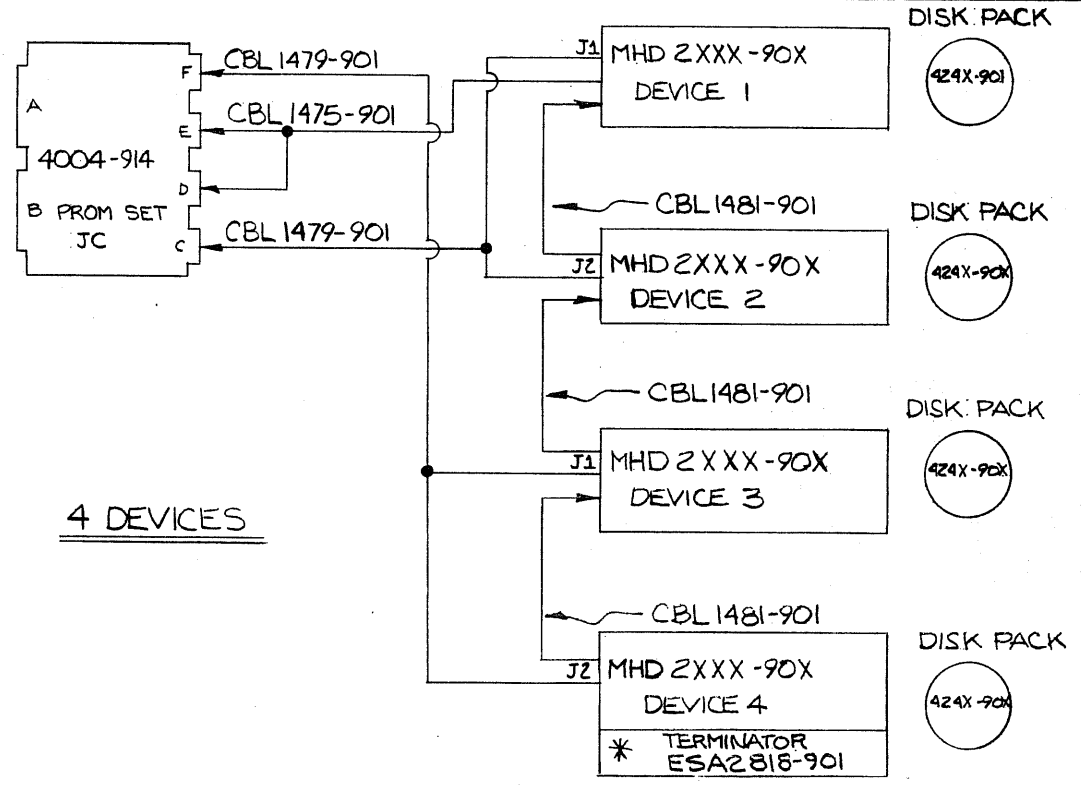 DISK PACK
J1 MHD 2XXX-90X
DEVICE 1
424X-901
F CBL 1479-901
A
E CBL 1475-901
4004-914
D
B PROM SET
JC
C CBL 1479-901
CBL 1481-901
DISK PACK
J2 MHD 2XXX-90X
DEVICE 2
424X-90X
CBL 1481-901
DISK PACK
J1 MHD 2XXX-90X
DEVICE 3
424X-90X
4 DEVICES
CBL 1481-901
DISK PACK
J2 MHD 2XXX-90X
DEVICE 4
424X-90X
* TERMINATOR
ESA2818-901